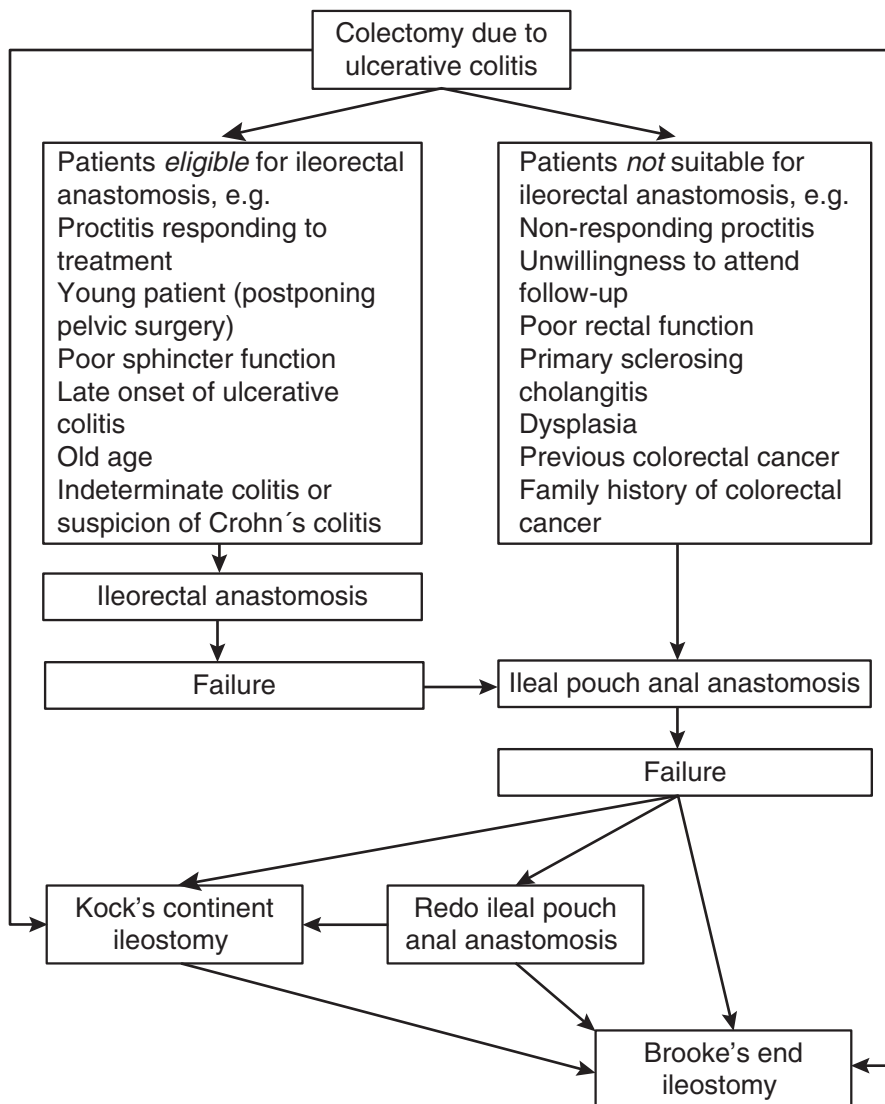 Colectomy due to
ulcerative colitis
Patients eligible for ileorectal
anastomosis, e.g.
Proctitis responding to
treatment
Young patient (postponing
pelvic surgery)
Poor sphincter function
Late onset of ulcerative
colitis
Old age
Indeterminate colitis or
suspicion of Crohn´s colitis
Patients not suitable for
ileorectal anastomosis, e.g.
Non-responding proctitis
Unwillingness to attend
follow-up
Poor rectal function
Primary sclerosing
cholangitis
Dysplasia
Previous colorectal cancer
Family history of colorectal
cancer
Ileorectal anastomosis
Failure
Ileal pouch anal anastomosis
Failure
Kock’s continent
ileostomy
Redo ileal pouch
anal anastomosis
Brooke’s end
ileostomy